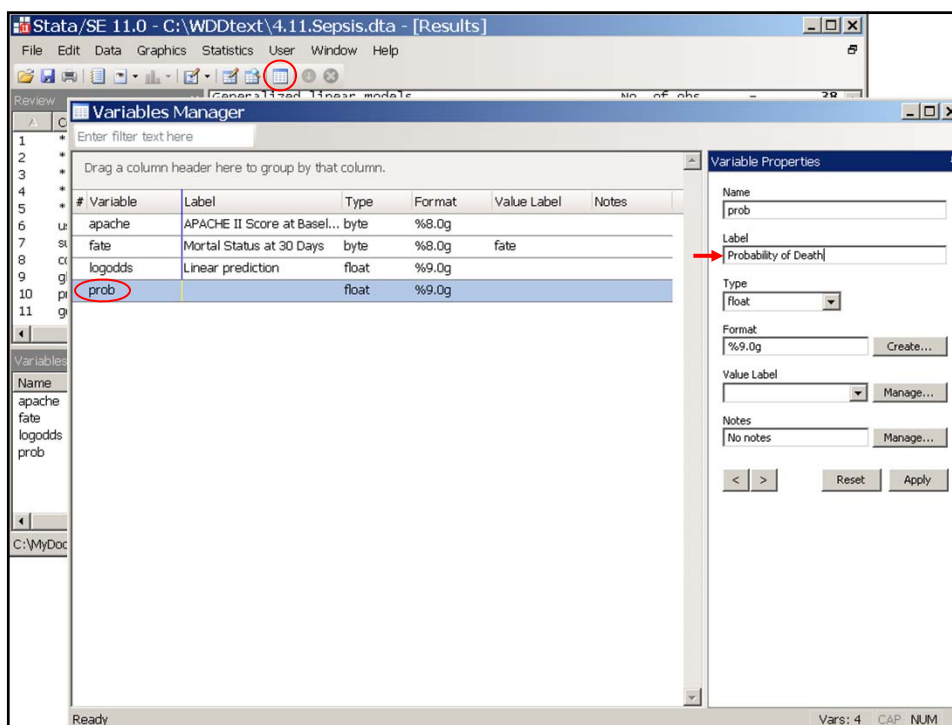 Stata/SE 11.0 - C:\WDDtext\4.11.Sepsis.dta - [Results]
File Edit Data Graphics Statistics User Window Help
Review
Generalized linear models No. of obs = 38
Variables Manager
Enter filter text here
Drag a column header here to group by that column.
# Variable Label Type Format Value Label Notes
apache APACHE II Score at Basel... byte %8.0g
fate Mortal Status at 30 Days byte %8.0g fate
logodds Linear prediction float %9.0g
prob float %9.0g
Variable Properties
Name
prob
Label
Probability of Death
Type
float
Format
%9.0g Create...
Value Label
Manage...
Notes
No notes Manage...
< > Reset Apply
C
1 *
2 *
3 *
4 *
5 *
6 u
7 su
8 co
9 gl
10 pr
11 g
Variables
Name
apache
fate
logodds
prob
C:\MyDoc
Ready Vars: 4 CAP NUM